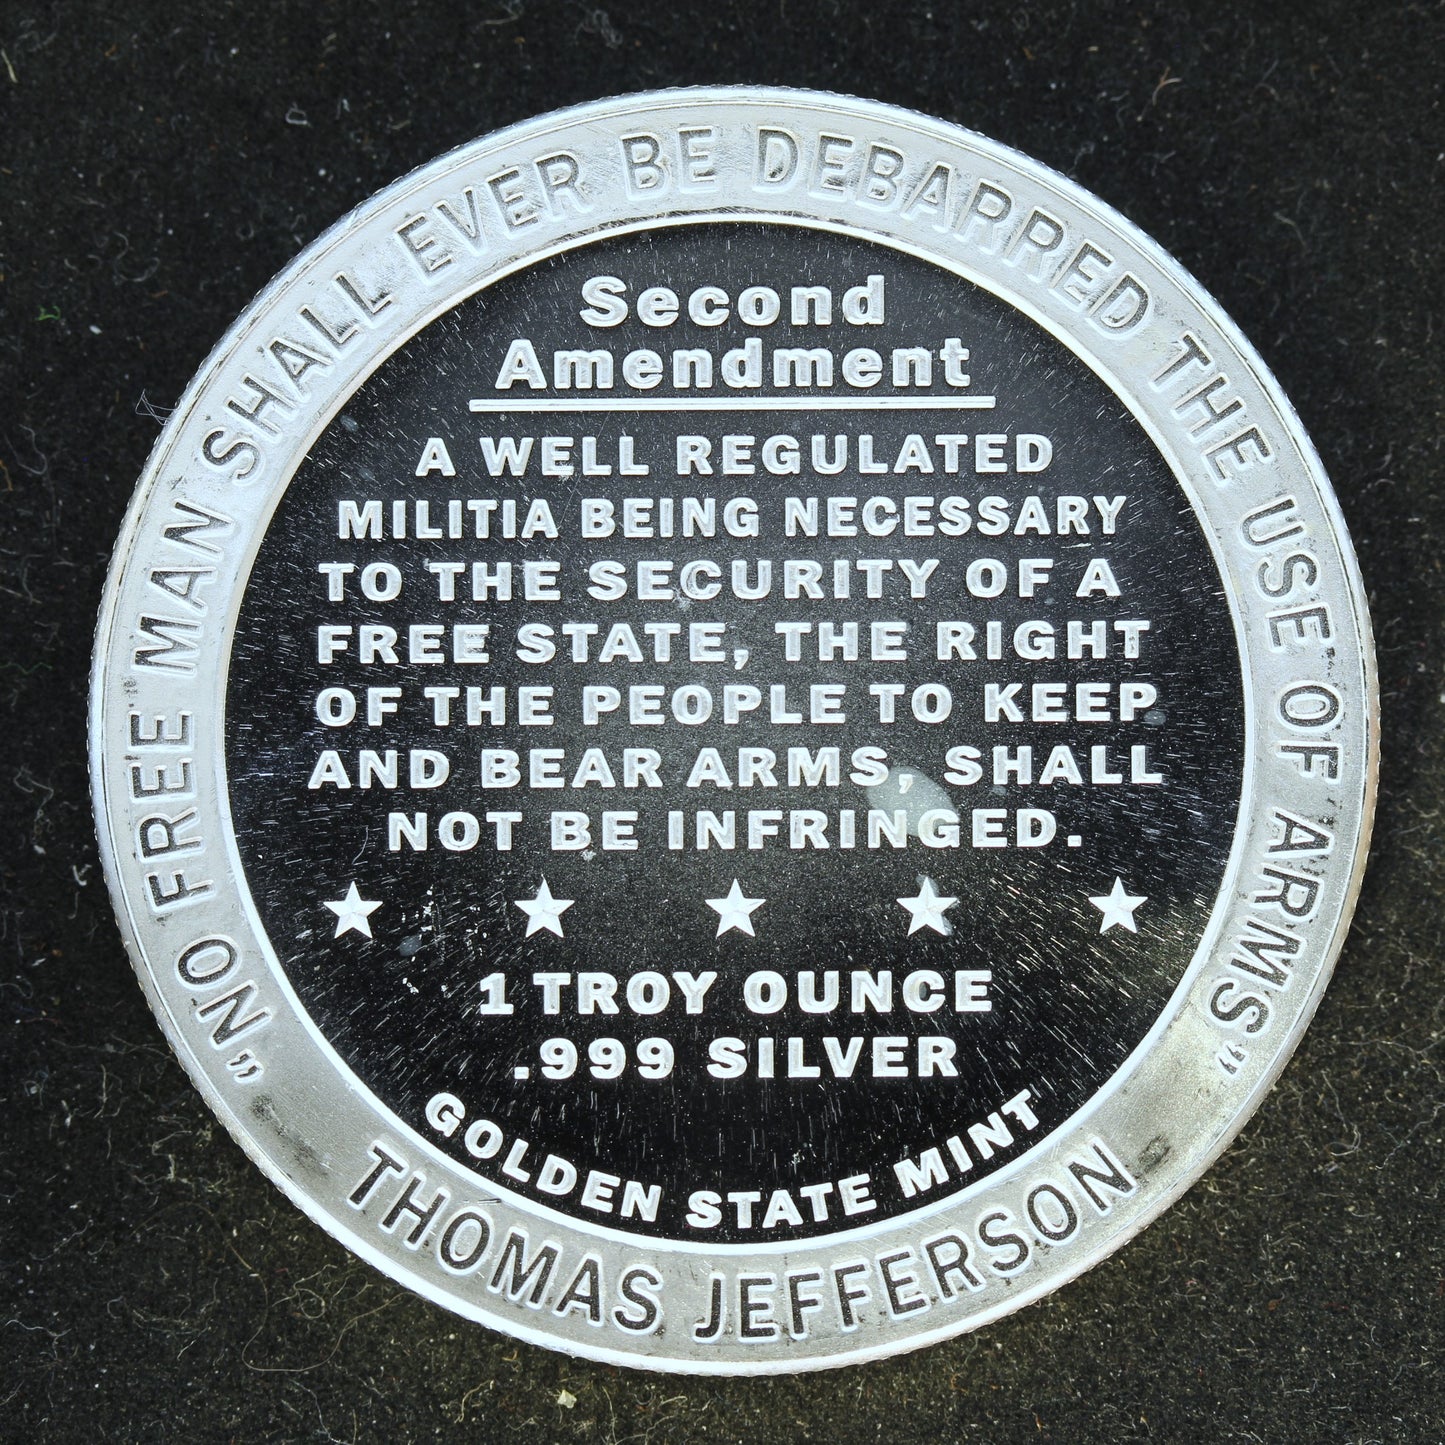 "NO FREE MAN SHALL EVER BE DEBARRED THE USE OF ARMS"
Second
Amendment
A WELL REGULATED
MILITIA BEING NECESSARY
TO THE SECURITY OF A
FREE STATE, THE RIGHT
OF THE PEOPLE TO KEEP
AND BEAR ARMS, SHALL
NOT BE INFRINGED.
1 TROY OUNCE
.999 SILVER
GOLDEN STATE MINT
THOMAS JEFFERSON